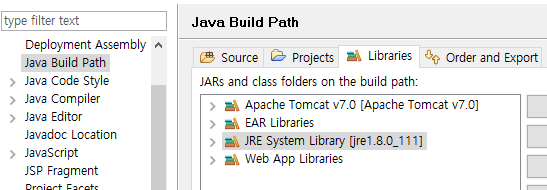 type filter text
Deployment Assembly
Java Build Path
Java Code Style
Java Compiler
Java Editor
Javadoc Location
JavaScript
JSP Fragment
Project Facets
Java Build Path
Source
Projects
Libraries
Order and Export
JARs and class folders on the build path:
Apache Tomcat v7.0 [Apache Tomcat v7.0]
EAR Libraries
JRE System Library [jre1.8.0_111]
Web App Libraries